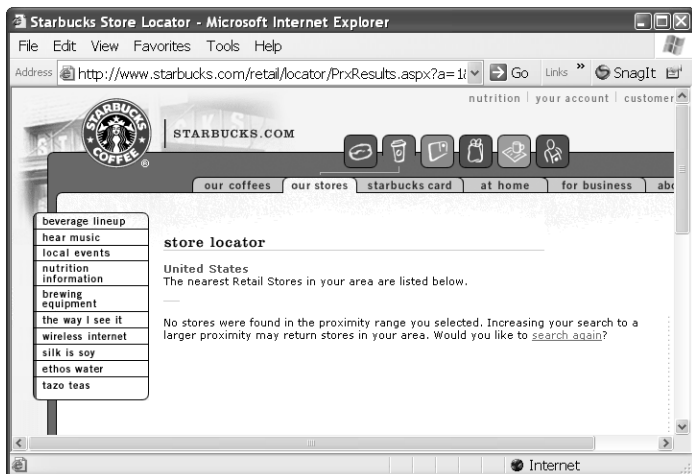 Starbucks Store Locator - Microsoft Internet Explorer
File Edit View Favorites Tools Help
Address http://www.starbucks.com/retail/locator/PrxResults.aspx?a=1 Go Links » SnagIt
nutrition | your account | customer
STARBUCKS COFFEE ®
STARBUCKS.COM
our coffees our stores starbucks card at home for business abo
beverage lineup
hear music
local events
nutrition
information
brewing
equipment
the way I see it
wireless internet
silk is soy
ethos water
tazo teas
store locator
United States
The nearest Retail Stores in your area are listed below.
No stores were found in the proximity range you selected. Increasing your search to a
larger proximity may return stores in your area. Would you like to search again?
Internet